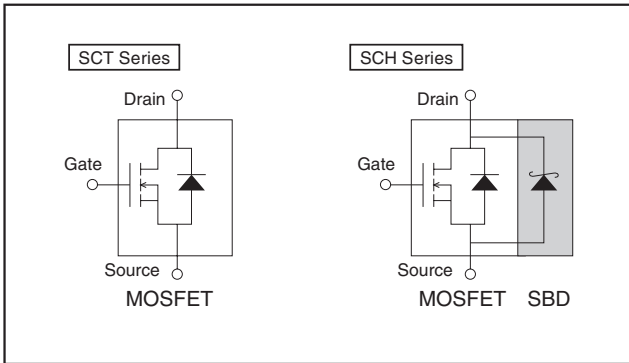 SCT Series
Drain
Gate
Source
MOSFET
SCH Series
Drain
Gate
Source
MOSFET SBD